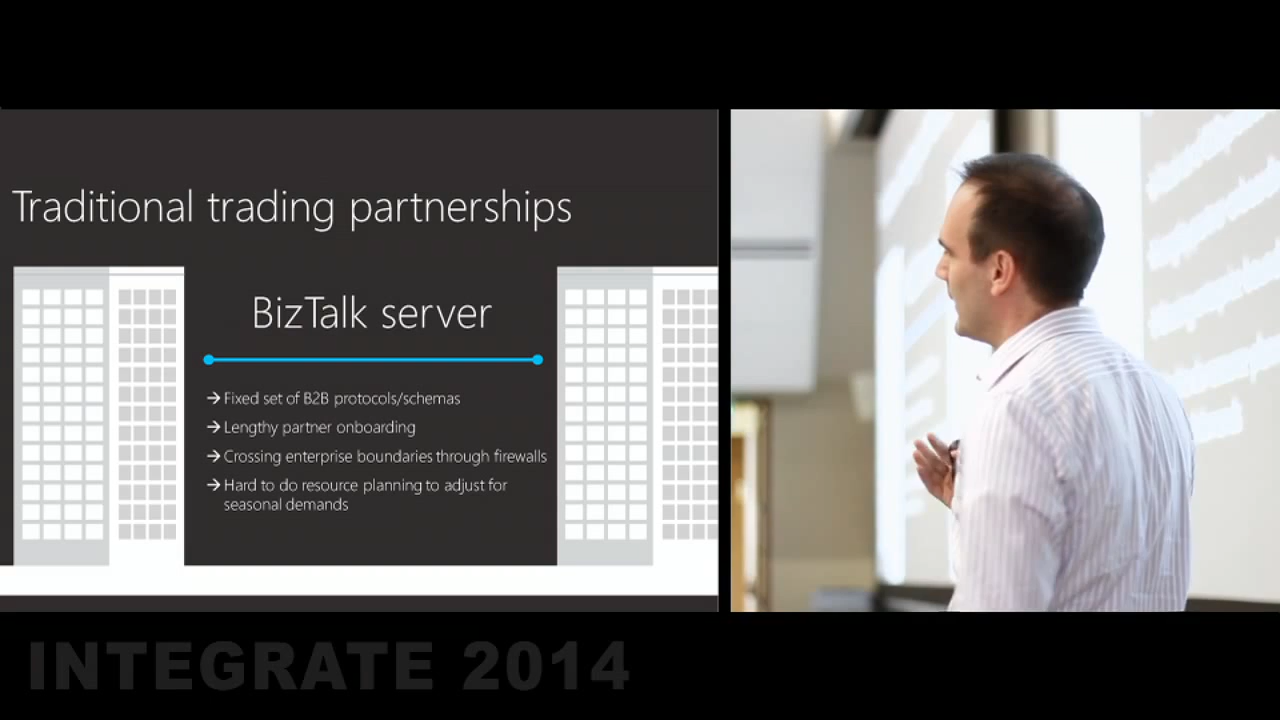 Traditional trading partnerships
BizTalk server
→ Fixed set of B2B protocols/schemas
→ Lengthy partner onboarding
→ Crossing enterprise boundaries through firewalls
→ Hard to do resource planning to adjust for
seasonal demands
INTEGRATE 2014